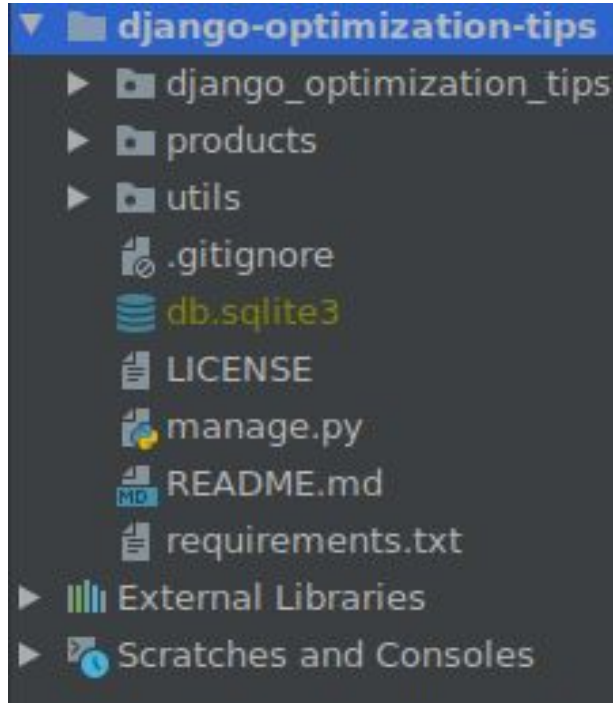 django-optimization-tips
django_optimization_tips
products
utils
.gitignore
db.sqlite3
LICENSE
manage.py
MD README.md
requirements.txt
External Libraries
Scratches and Consoles